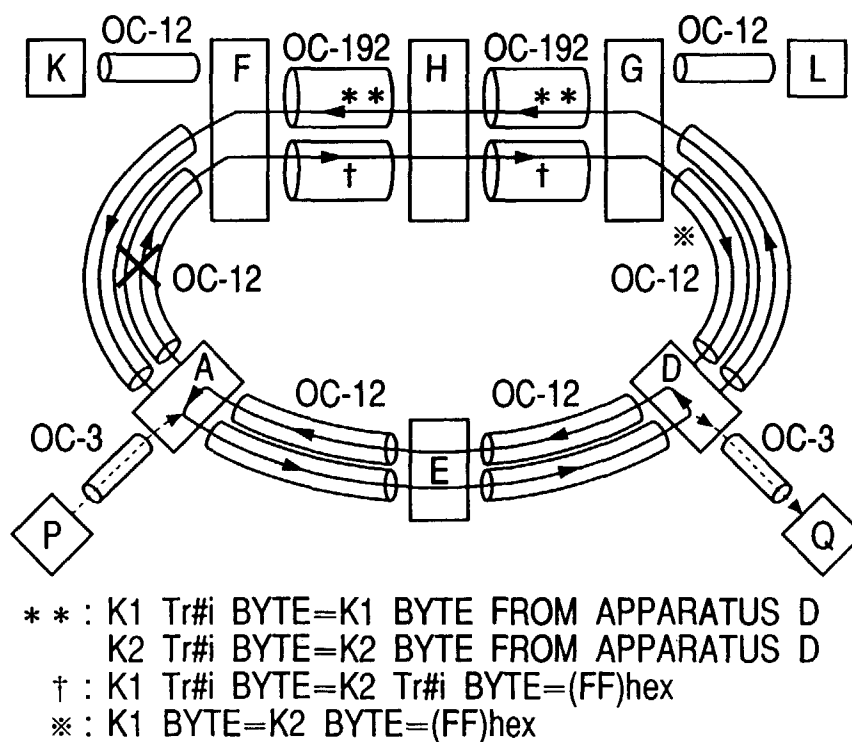 OC-12 OC-192 OC-192 OC-12
K F H G L
** **
† †
※
OC-12 OC-12
A D
OC-12 OC-12
OC-3 OC-3
E
P Q
** : K1 Tr#i BYTE=K1 BYTE FROM APPARATUS D
K2 Tr#i BYTE=K2 BYTE FROM APPARATUS D
† : K1 Tr#i BYTE=K2 Tr#i BYTE=(FF)hex
※ : K1 BYTE=K2 BYTE=(FF)hex